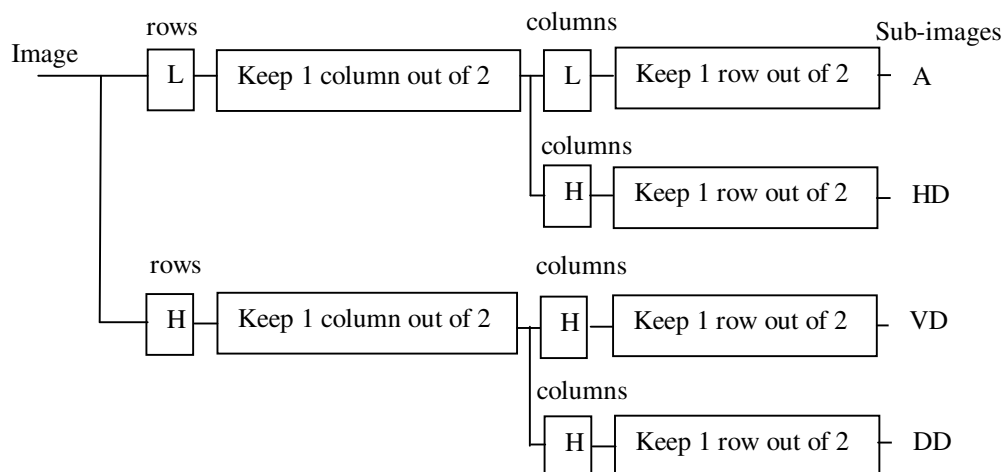 rows
columns
Sub-images
Image
L
Keep 1 column out of 2
L
Keep 1 row out of 2
A
columns
H
Keep 1 row out of 2
HD
rows
columns
H
Keep 1 column out of 2
H
Keep 1 row out of 2
VD
columns
H
Keep 1 row out of 2
DD